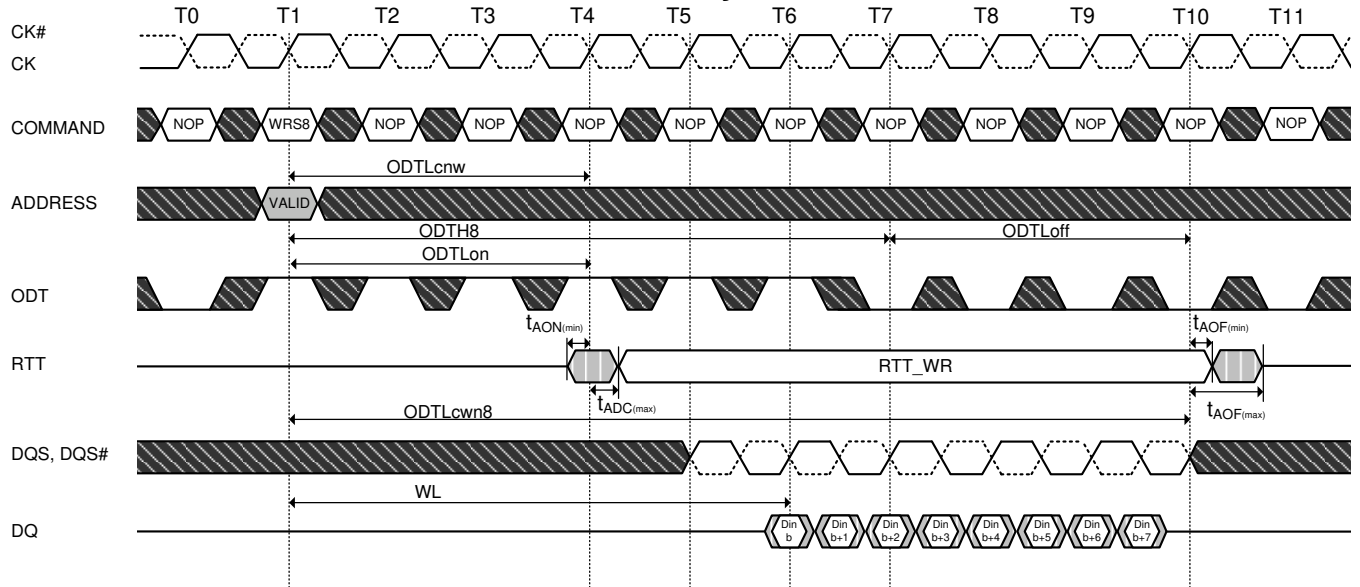 T0 T1 T2 T3 T4 T5 T6 T7 T8 T9 T10 T11
CK#
CK
COMMAND NOP WRS8 NOP NOP NOP NOP NOP NOP NOP NOP NOP NOP
ODTLcnw
ADDRESS VALID
ODTH8 ODTLoff
ODTLon
ODT
tAON(min) tAOF(min)
RTT RTT_WR
tADC(max) tAOF(max)
ODTLcwn8
DQS, DQS#
WL
DQ Din b Din b+1 Din b+2 Din b+3 Din b+4 Din b+5 Din b+6 Din b+7